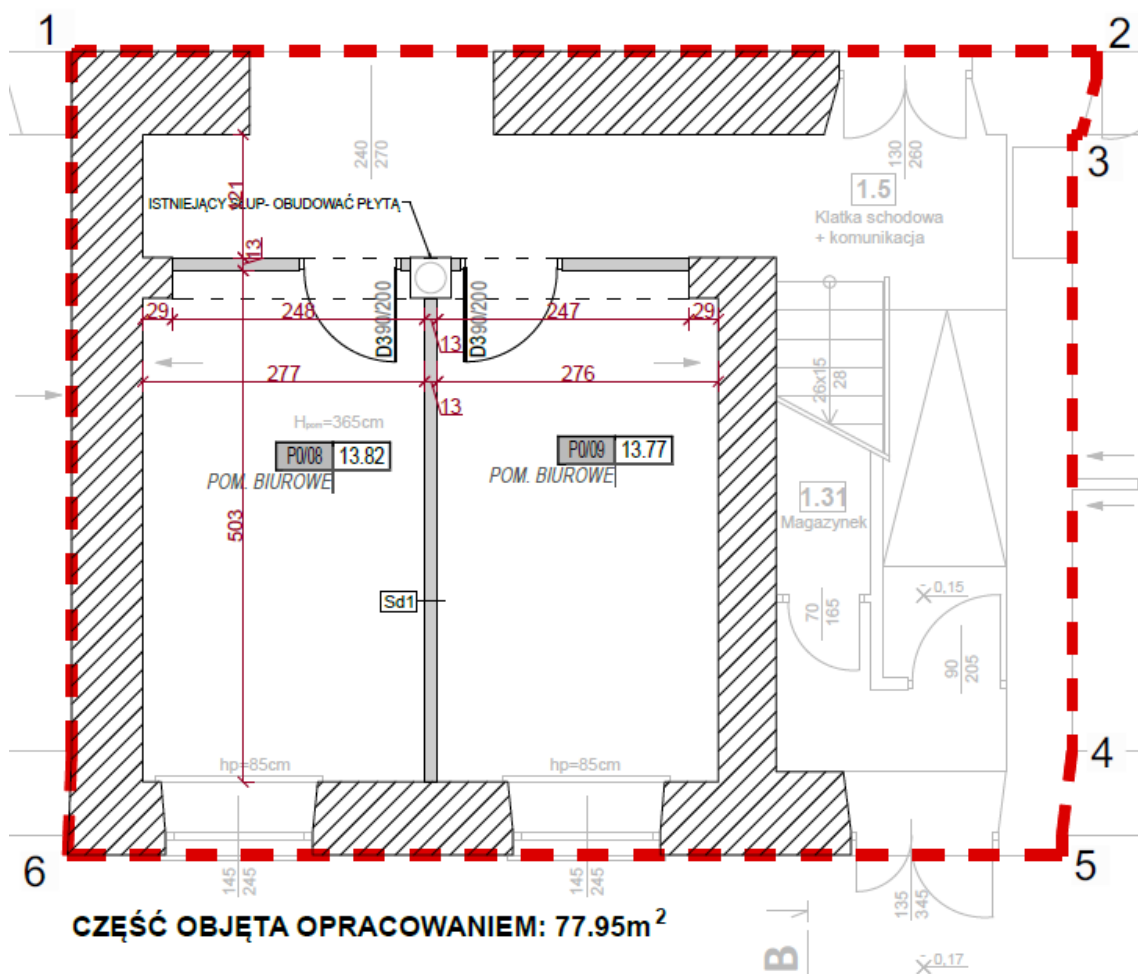 1
2
3
240
270
130
260
1.5
Klatka schodowa
+ komunikacja
121
13
ISTNIEJĄCY SŁUP- OBUDOWAĆ PŁYTĄ
D390/200
D390/200
29
248
247
29
13
277
276
13
26x15
28
Hpom=365cm
P0/08 13.82
POM. BIUROWE
P0/09 13.77
POM. BIUROWE
1.31
Magazynek
503
Sd1
- 0,15
70
165
90
205
hp=85cm
hp=85cm
4
6
5
145
245
145
245
135
345
CZĘŚĆ OBJĘTA OPRACOWANIEM: 77.95m²
B
- 0,17